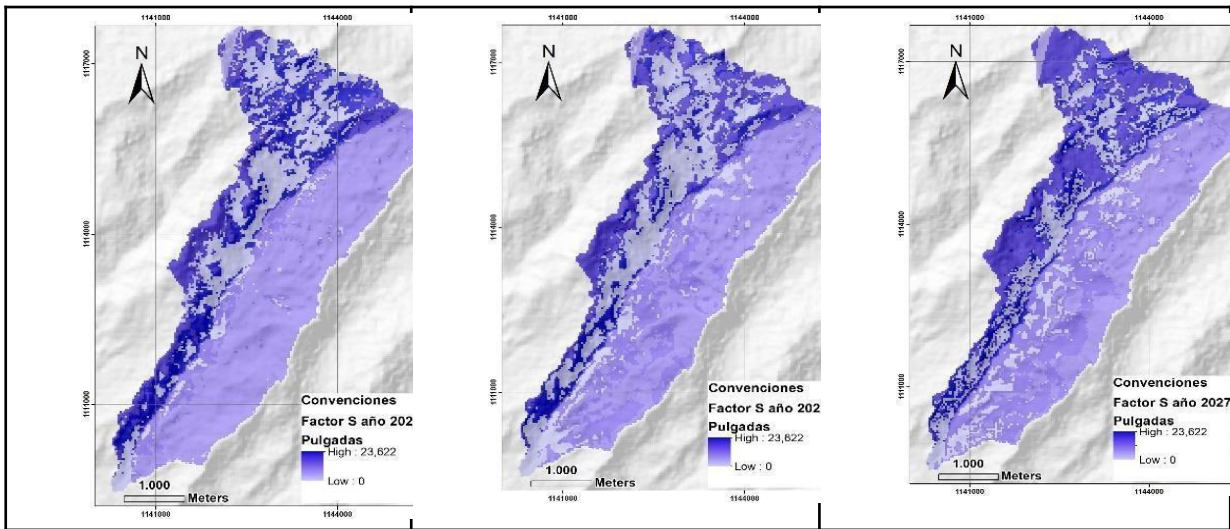 1141000 1144000
N
1117000
1114000
1111000
Convenciones
Factor S año 202
Pulgadas
High : 23,622
Low : 0
1.000
Meters
1141000 1144000
1141000 1144000
N
1117000
1114000
1111000
Convenciones
Factor S año 202
Pulgadas
High : 23,622
Low : 0
1.000
Meters
1141000 1144000
1141000 1144000
N
1117000
1114000
1111000
Convenciones
Factor S año 2027
Pulgadas
High : 23,622
Low : 0
1.000
Meters
1141000 1144000